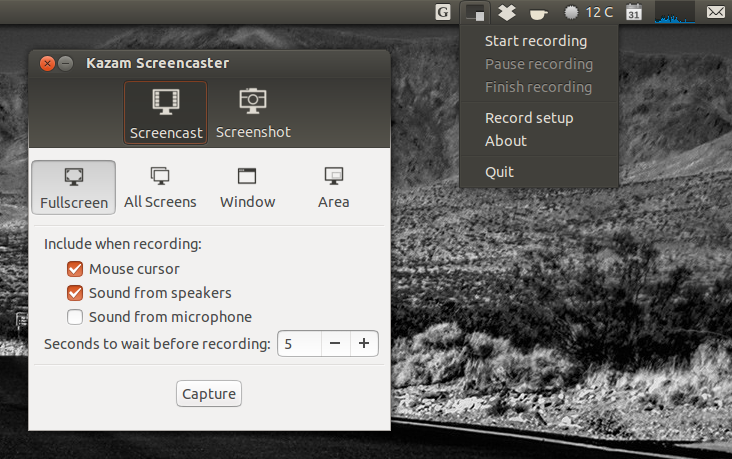 G
12 C
31
Start recording
Pause recording
Finish recording
Record setup
About
Quit
Kazam Screencaster
Screencast
Screenshot
Fullscreen
All Screens
Window
Area
Include when recording:
Mouse cursor
Sound from speakers
Sound from microphone
Seconds to wait before recording: 5
Capture